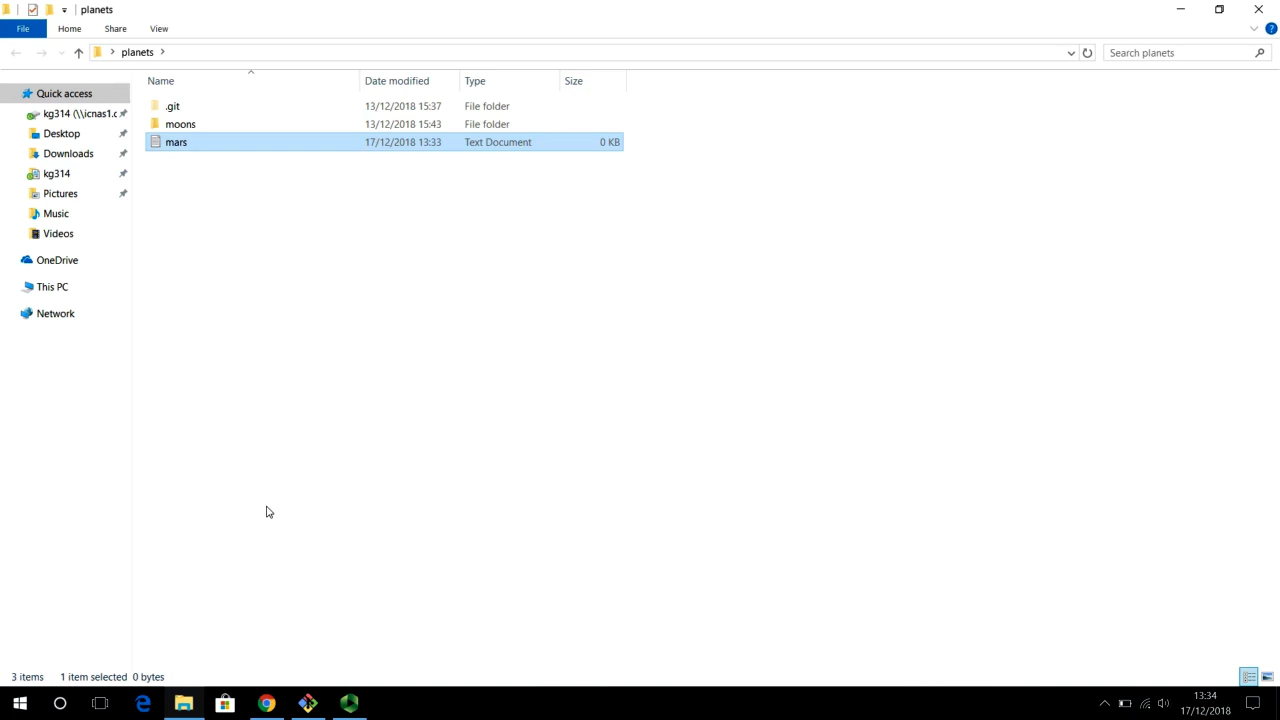 planets
File Home Share View
planets
Search planets
Name Date modified Type Size
Quick access
kg314 (\\icnas1.c
Desktop
Downloads
kg314
Pictures
Music
Videos
OneDrive
This PC
Network
.git 13/12/2018 15:37 File folder
moons 13/12/2018 15:43 File folder
mars 17/12/2018 13:33 Text Document 0 KB
3 items 1 item selected 0 bytes
13:34
17/12/2018